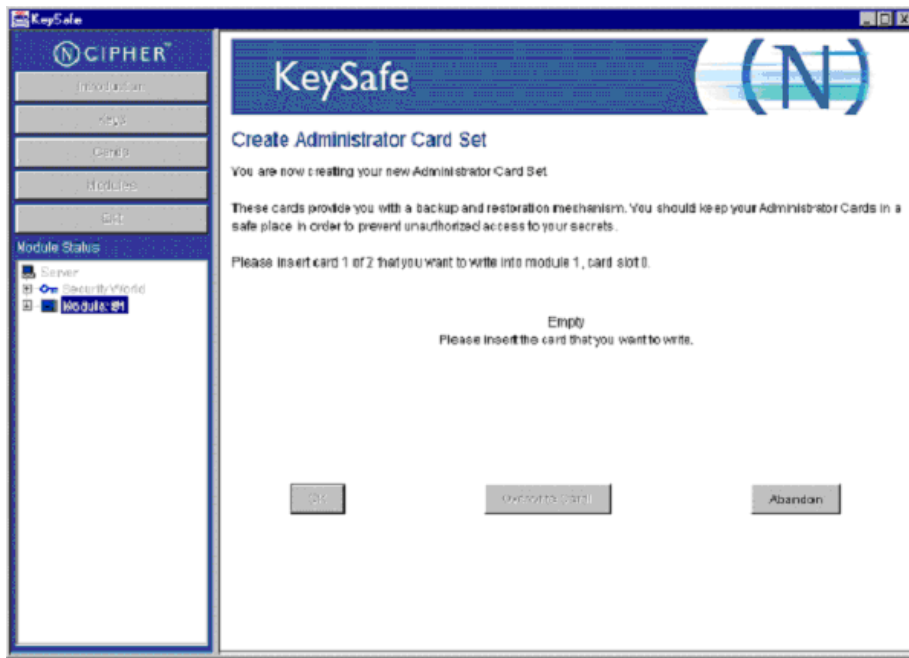 KeySafe
(N)CIPHER™
Introduction
Keys
Cards
Modules
Exit
Module Status
Server
Security World
Module: #1
KeySafe
(N)
Create Administrator Card Set
You are now creating your new Administrator Card Set.
These cards provide you with a backup and restoration mechanism. You should keep your Administrator Cards in a
safe place in order to prevent unauthorized access to your secrets.
Please insert card 1 of 2 that you want to write into module 1, card slot 0.
Empty
Please insert the card that you want to write.
OK
Abandon